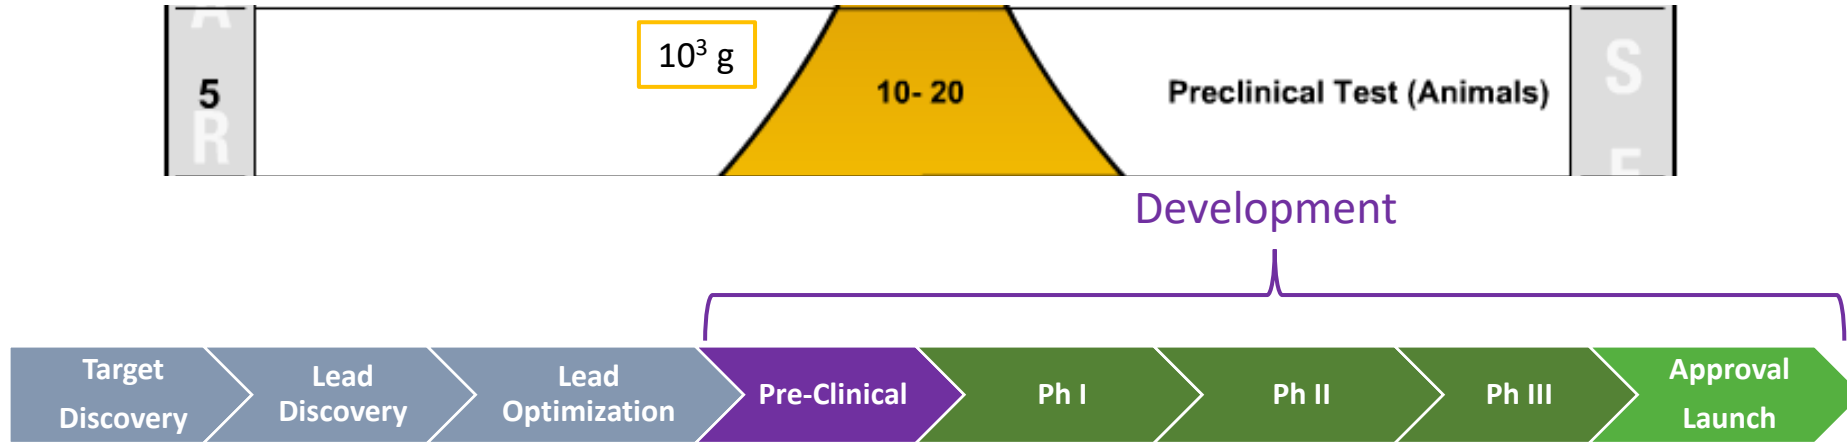 A
S
10³ g
5
10- 20
Preclinical Test (Animals)
R
Development
Target
Discovery
Lead
Discovery
Lead
Optimization
Pre-Clinical
Ph I
Ph II
Ph III
Approval
Launch